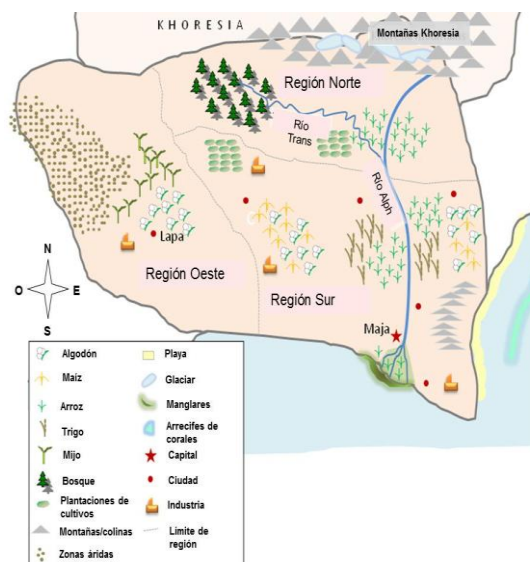 KHORESIA
Montañas Khoresia
Región Norte
Río
Trans
Río Alph
Lapa
Región Oeste
Región Sur
Maja
N
O
E
S
Algodón
Maíz
Arroz
Trigo
Mijo
Bosque
Plantaciones de
cultivos
Montañas/colinas
Zonas áridas
Playa
Glaciar
Manglares
Arrecifes de
corales
Capital
Ciudad
Industria
Límite de
región